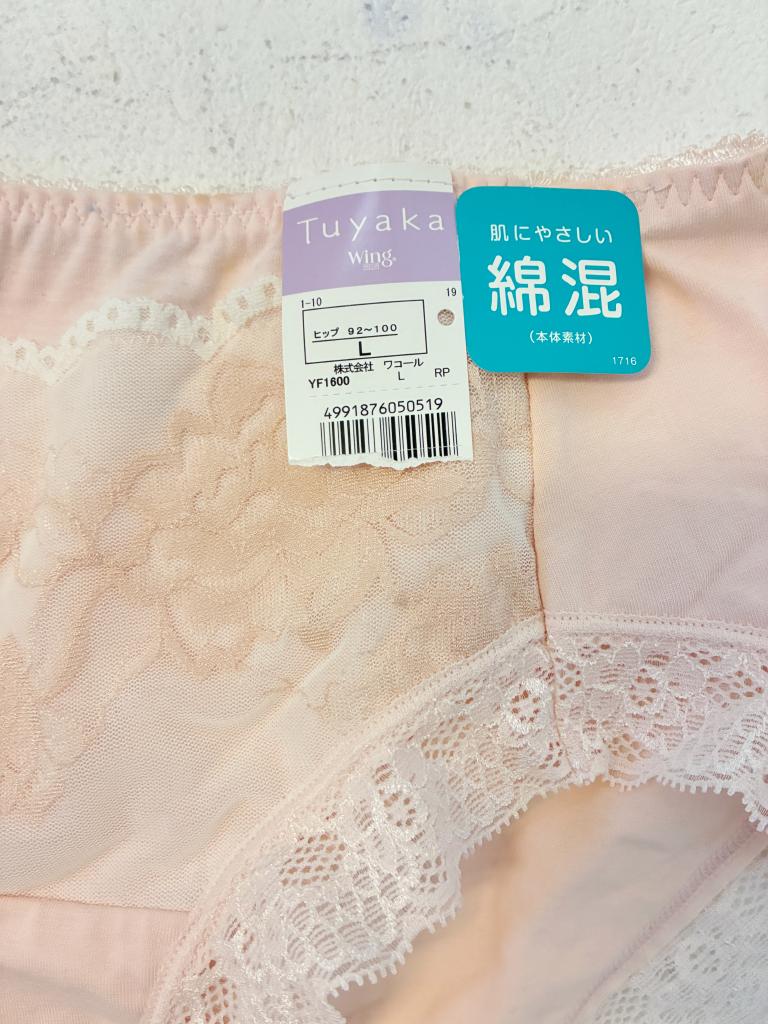 Tuyaka
wing
1-10 19
ヒップ 92〜100
L
株式会社 ワコール
YF1600 L RP
4991876050519
肌にやさしい
綿混
(本体素材)
1716